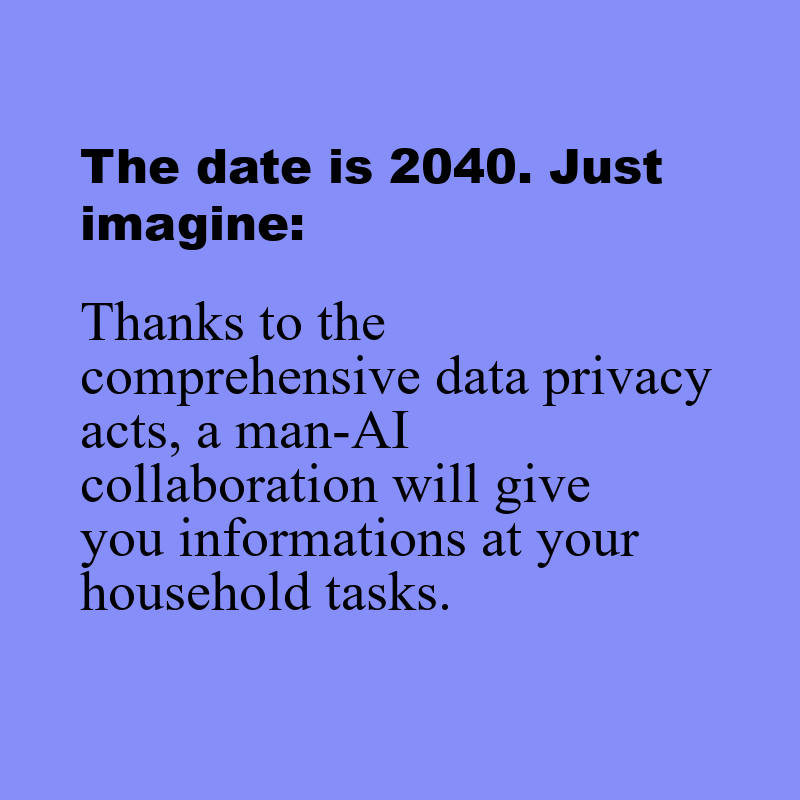 The date is 2040. Just
imagine:
Thanks to the
comprehensive data privacy
acts, a man-AI
collaboration will give
you informations at your
household tasks.